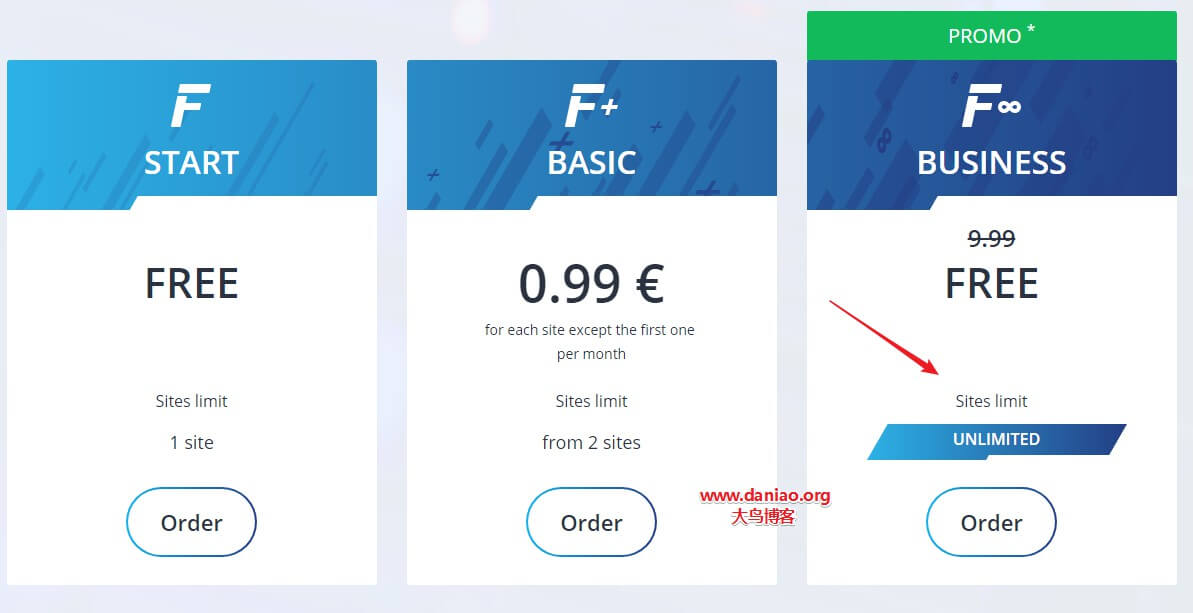 F
START
FREE
Sites limit
1 site
Order
F+
BASIC
0.99 €
for each site except the first one
per month
Sites limit
from 2 sites
Order
PROMO *
F∞
BUSINESS
9.99
FREE
Sites limit
UNLIMITED
Order
www.daniao.org
大鸟博客